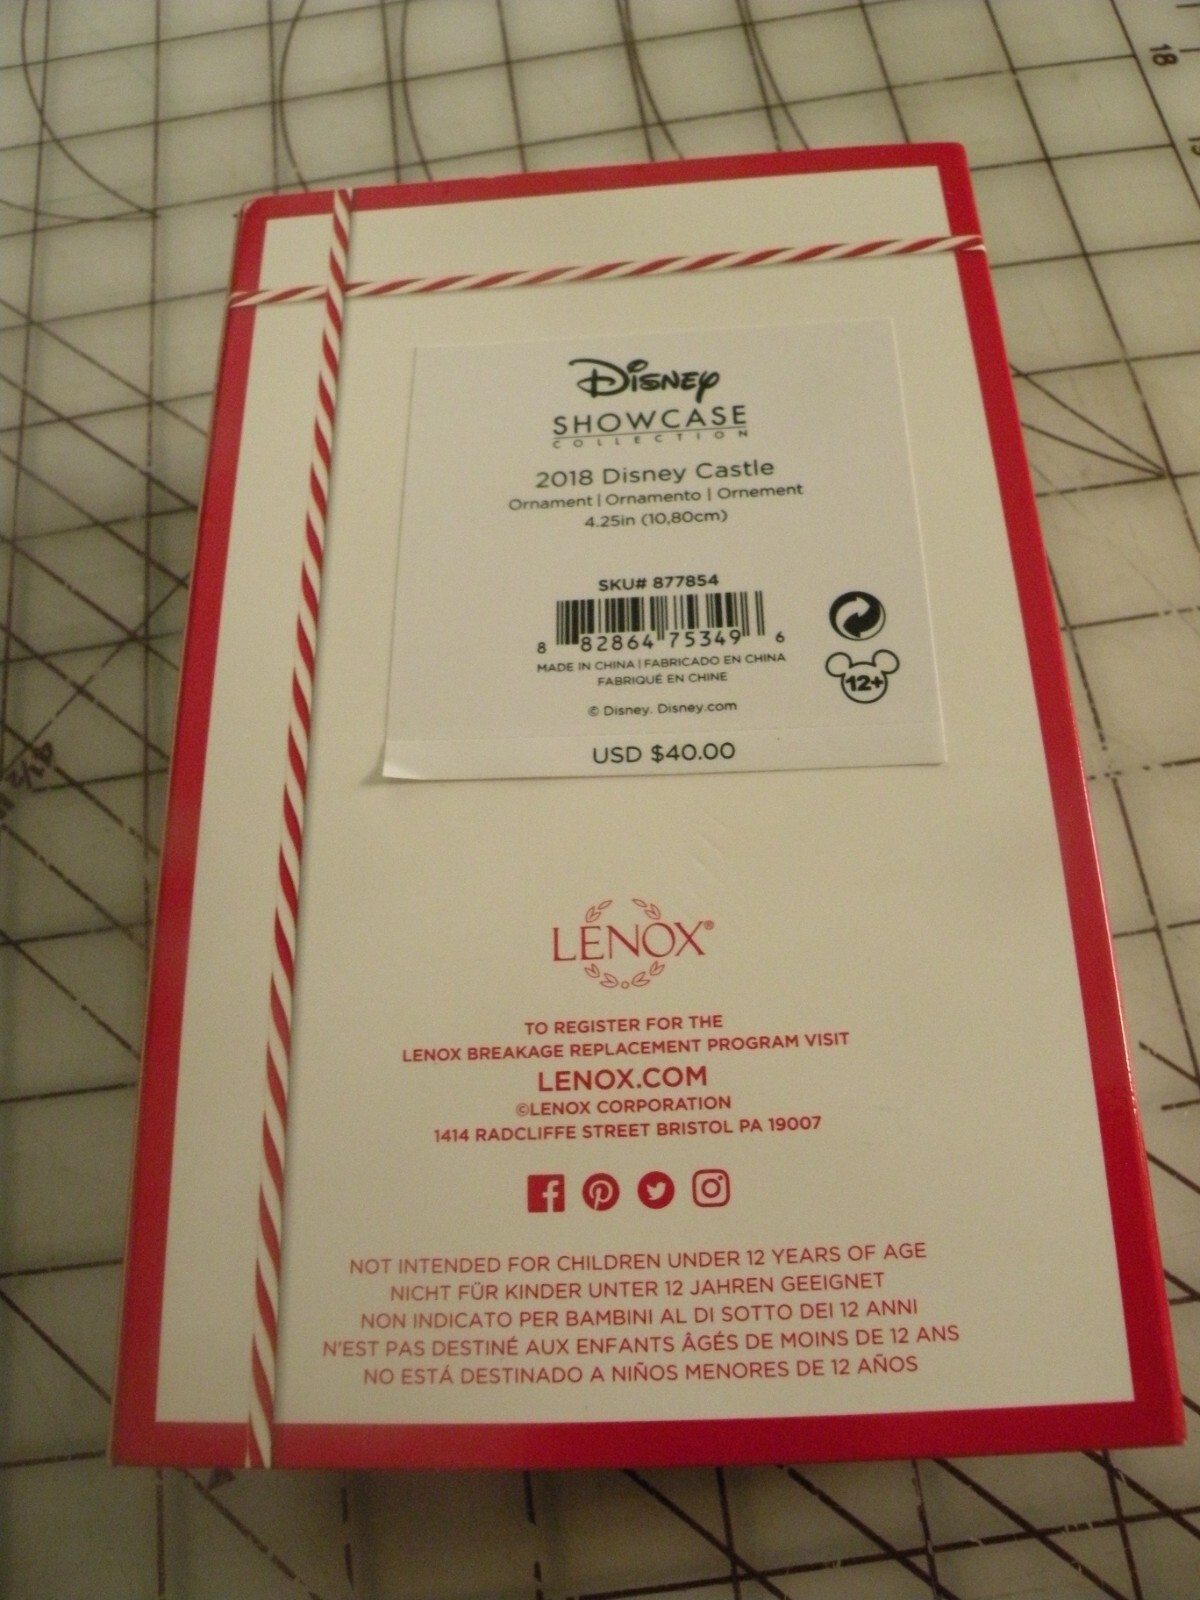 18
Disney
SHOWCASE
COLLECTION
2018 Disney Castle
Ornament | Ornamento | Ornement
4.25in (10,80cm)
SKU# 877854
8 82864 75349 6
MADE IN CHINA | FABRICADO EN CHINA
FABRIQUÉ EN CHINE
12+
© Disney. Disney.com
USD $40.00
LENOX®
TO REGISTER FOR THE
LENOX BREAKAGE REPLACEMENT PROGRAM VISIT
LENOX.COM
©LENOX CORPORATION
1414 RADCLIFFE STREET BRISTOL PA 19007
NOT INTENDED FOR CHILDREN UNDER 12 YEARS OF AGE
NICHT FÜR KINDER UNTER 12 JAHREN GEEIGNET
NON INDICATO PER BAMBINI AL DI SOTTO DEI 12 ANNI
N'EST PAS DESTINÉ AUX ENFANTS ÂGÉS DE MOINS DE 12 ANS
NO ESTÁ DESTINADO A NIÑOS MENORES DE 12 AÑOS